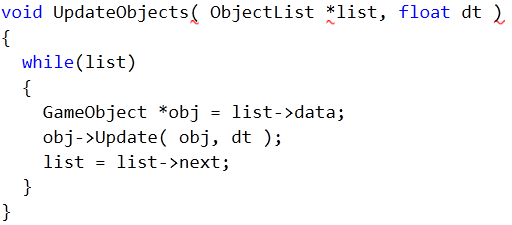 void UpdateObjects( ObjectList *list, float dt )
{
  while(list)
  {
    GameObject *obj = list->data;
    obj->Update( obj, dt );
    list = list->next;
  }
}